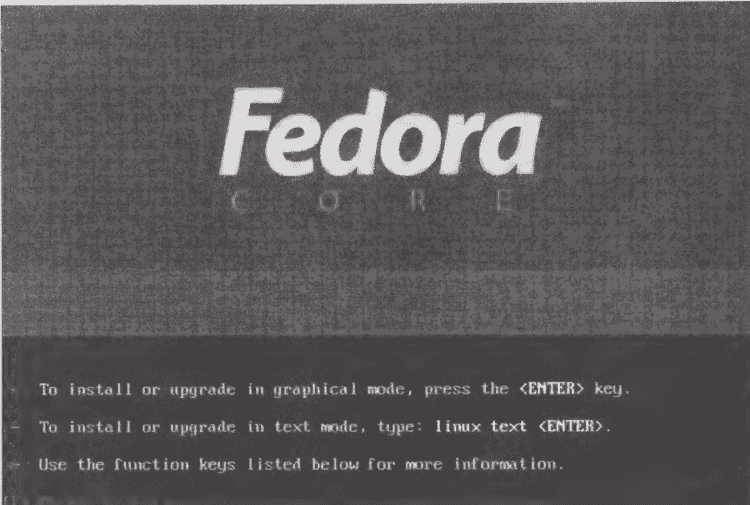 Fedora
C O R E
- To install or upgrade in graphical mode, press the <ENTER> key.
- To install or upgrade in text mode, type: linux text <ENTER>.
- Use the function keys listed below for more information.